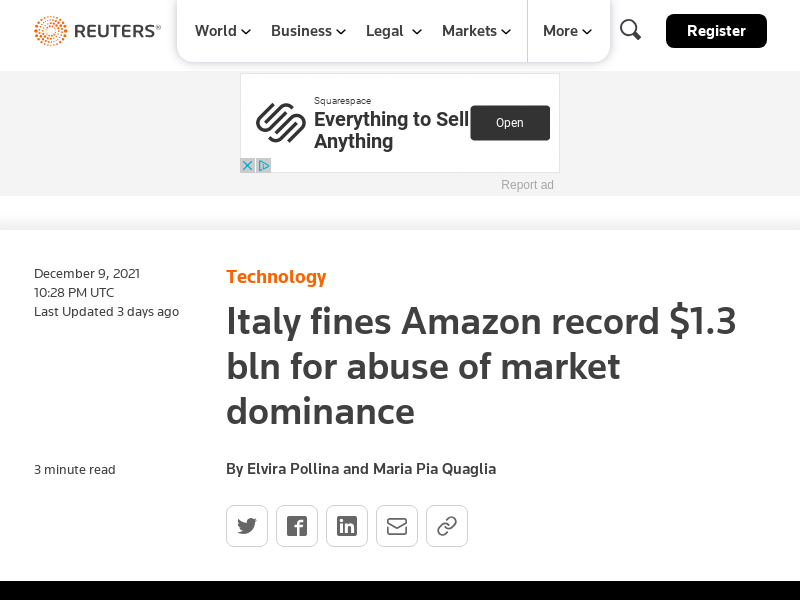 REUTERS®
World
Business
Legal
Markets
More
Register
Squarespace
Everything to Sell
Anything
Open
Report ad
December 9, 2021
10:28 PM UTC
Last Updated 3 days ago
Technology
Italy fines Amazon record $1.3
bln for abuse of market
dominance
3 minute read
By Elvira Pollina and Maria Pia Quaglia